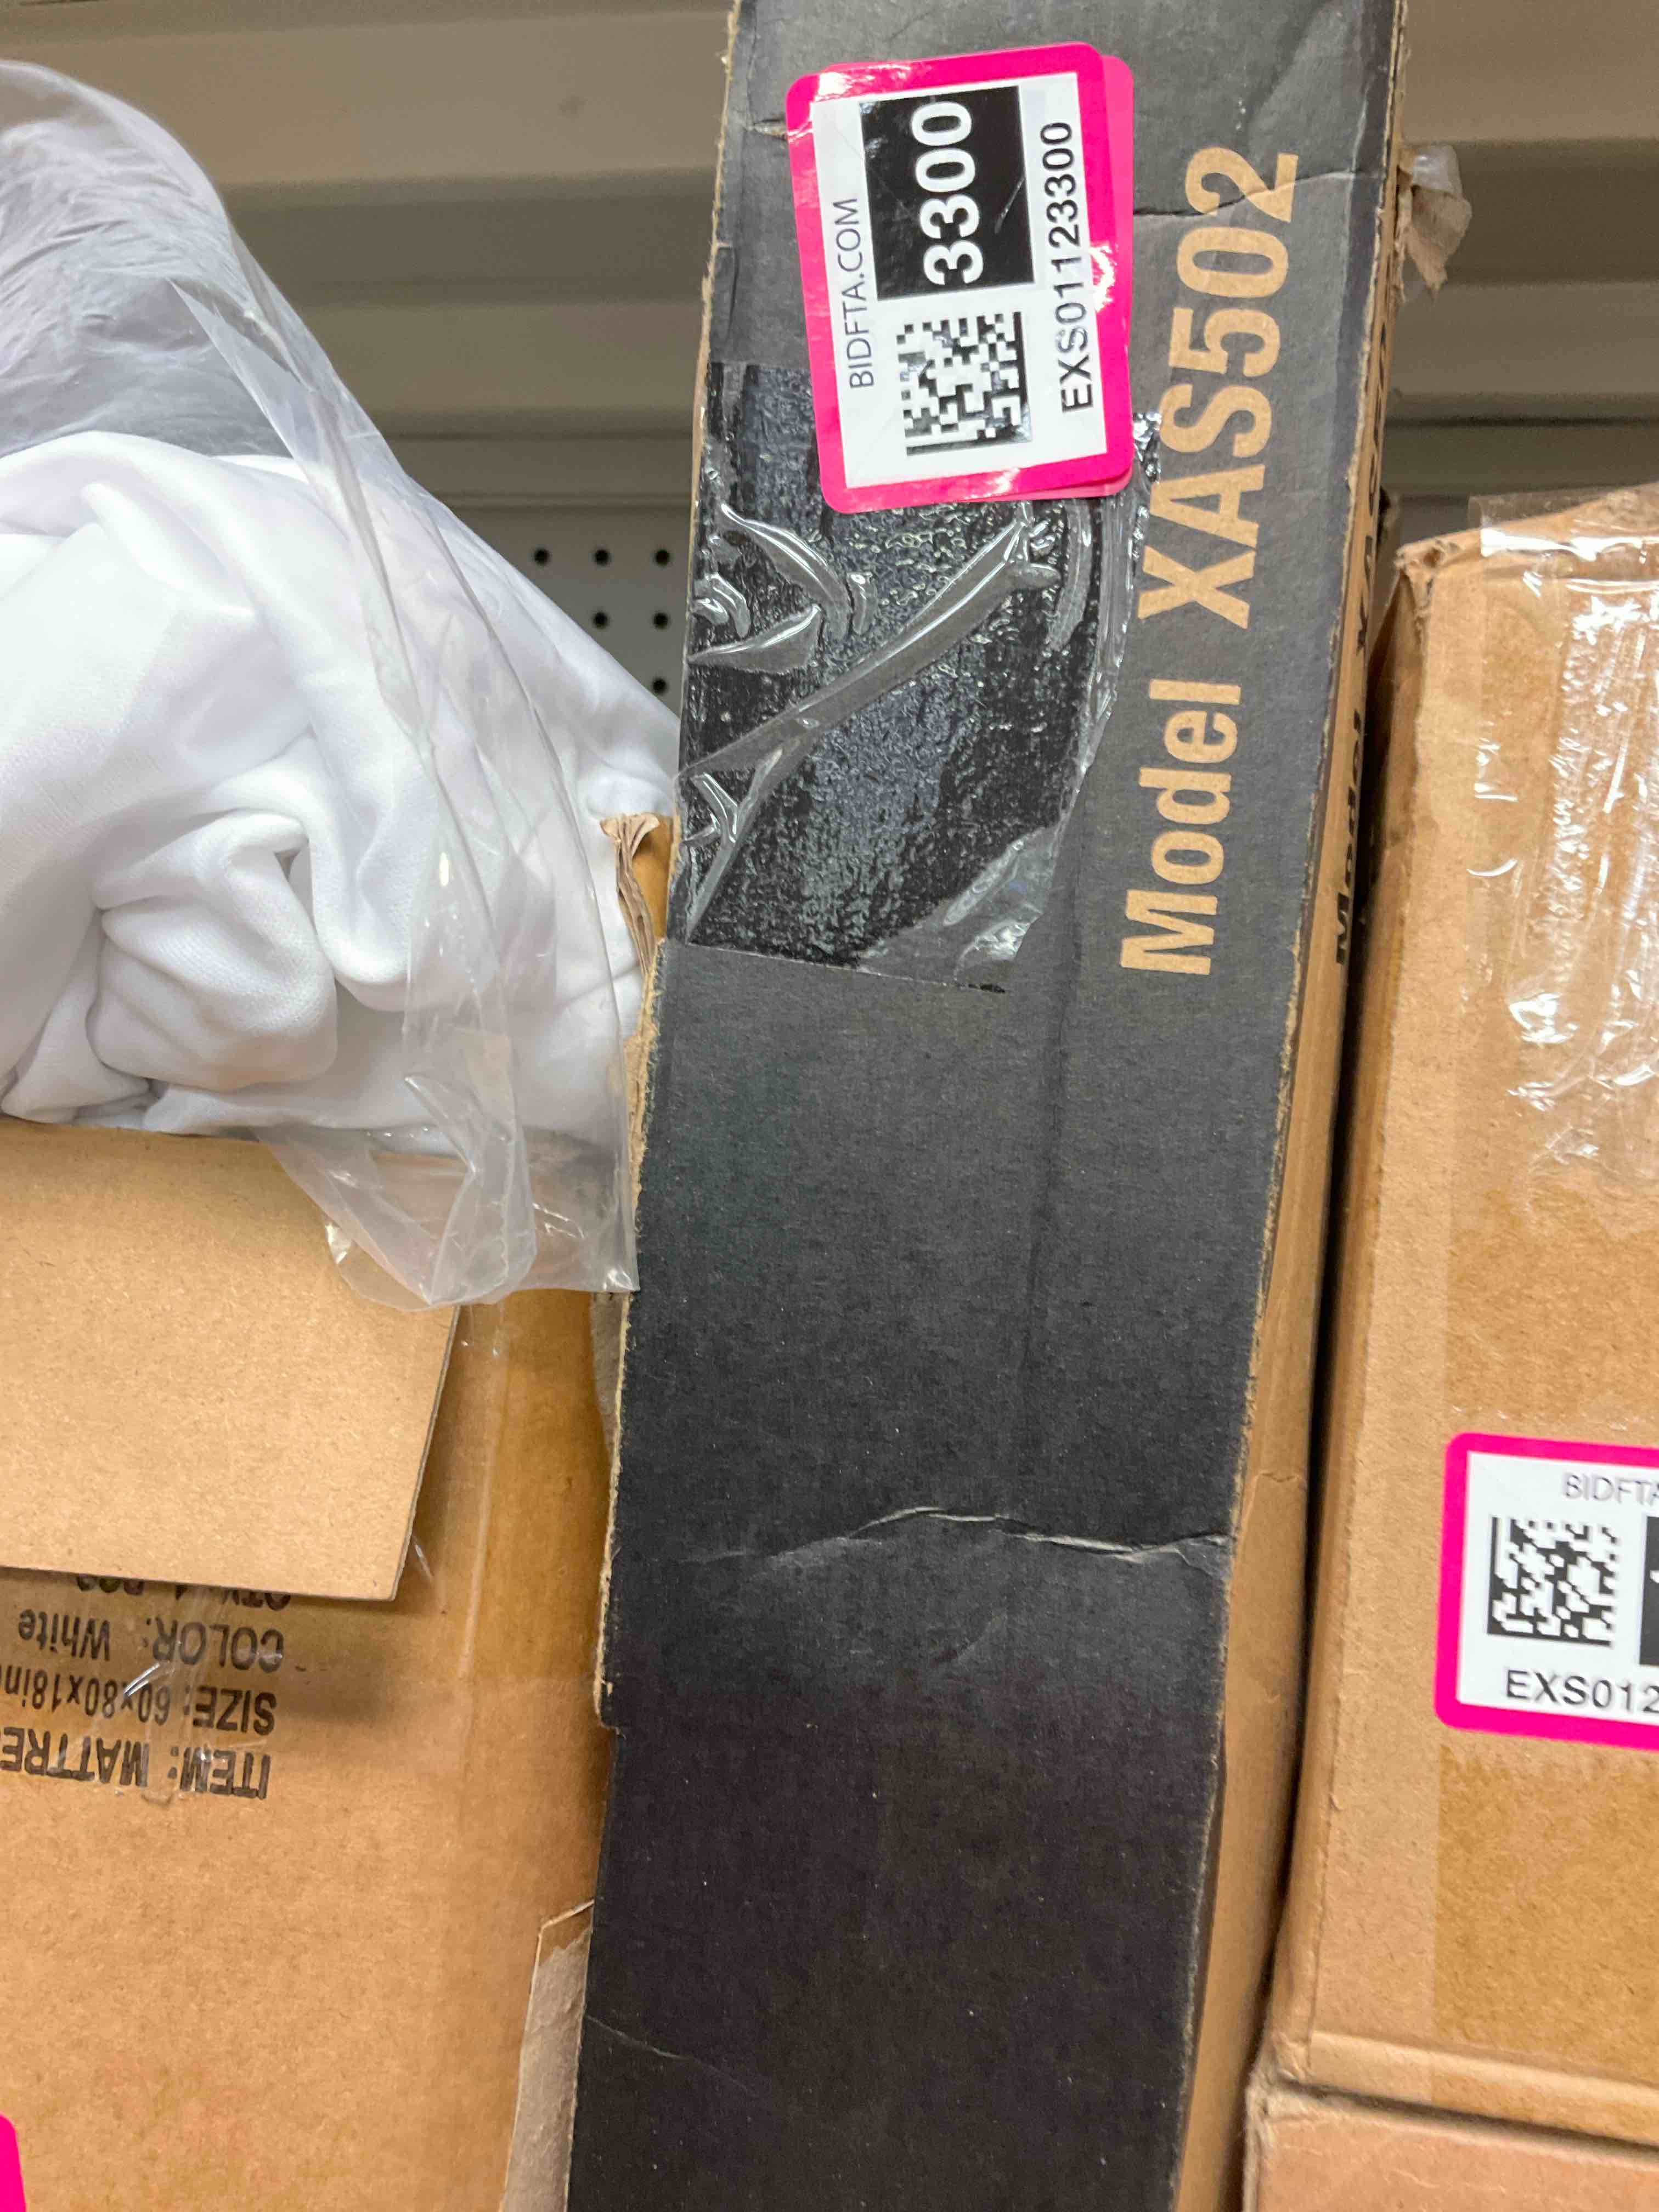 BIDFTA.COM
3300
EXS01123300
Model XAS502
BIDFTA
EXS012
ITEM: MATTRE
SIZE: 60x80x18in
COLOR: White